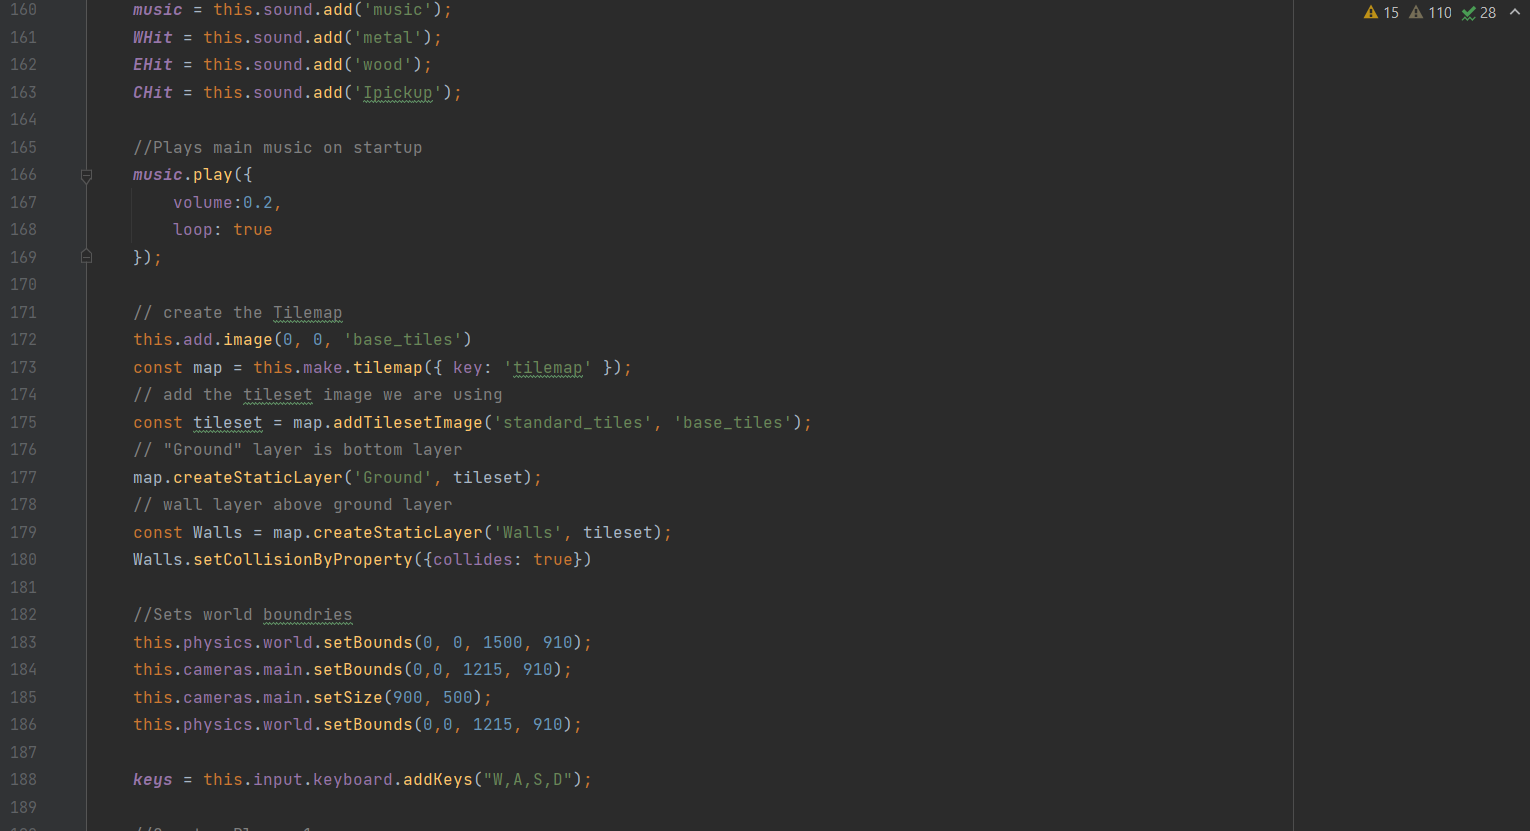 15 110 28
160 music = this.sound.add('music');
161 WHit = this.sound.add('metal');
162 EHit = this.sound.add('wood');
163 CHit = this.sound.add('Ipickup');
164
165 //Plays main music on startup
166 music.play({
167 volume:0.2,
168 loop: true
169 });
170
171 // create the Tilemap
172 this.add.image(0, 0, 'base_tiles')
173 const map = this.make.tilemap({ key: 'tilemap' });
174 // add the tileset image we are using
175 const tileset = map.addTilesetImage('standard_tiles', 'base_tiles');
176 // "Ground" layer is bottom layer
177 map.createStaticLayer('Ground', tileset);
178 // wall layer above ground layer
179 const Walls = map.createStaticLayer('Walls', tileset);
180 Walls.setCollisionByProperty({collides: true})
181
182 //Sets world boundries
183 this.physics.world.setBounds(0, 0, 1500, 910);
184 this.cameras.main.setBounds(0,0, 1215, 910);
185 this.cameras.main.setSize(900, 500);
186 this.physics.world.setBounds(0,0, 1215, 910);
187
188 keys = this.input.keyboard.addKeys("W,A,S,D");
189